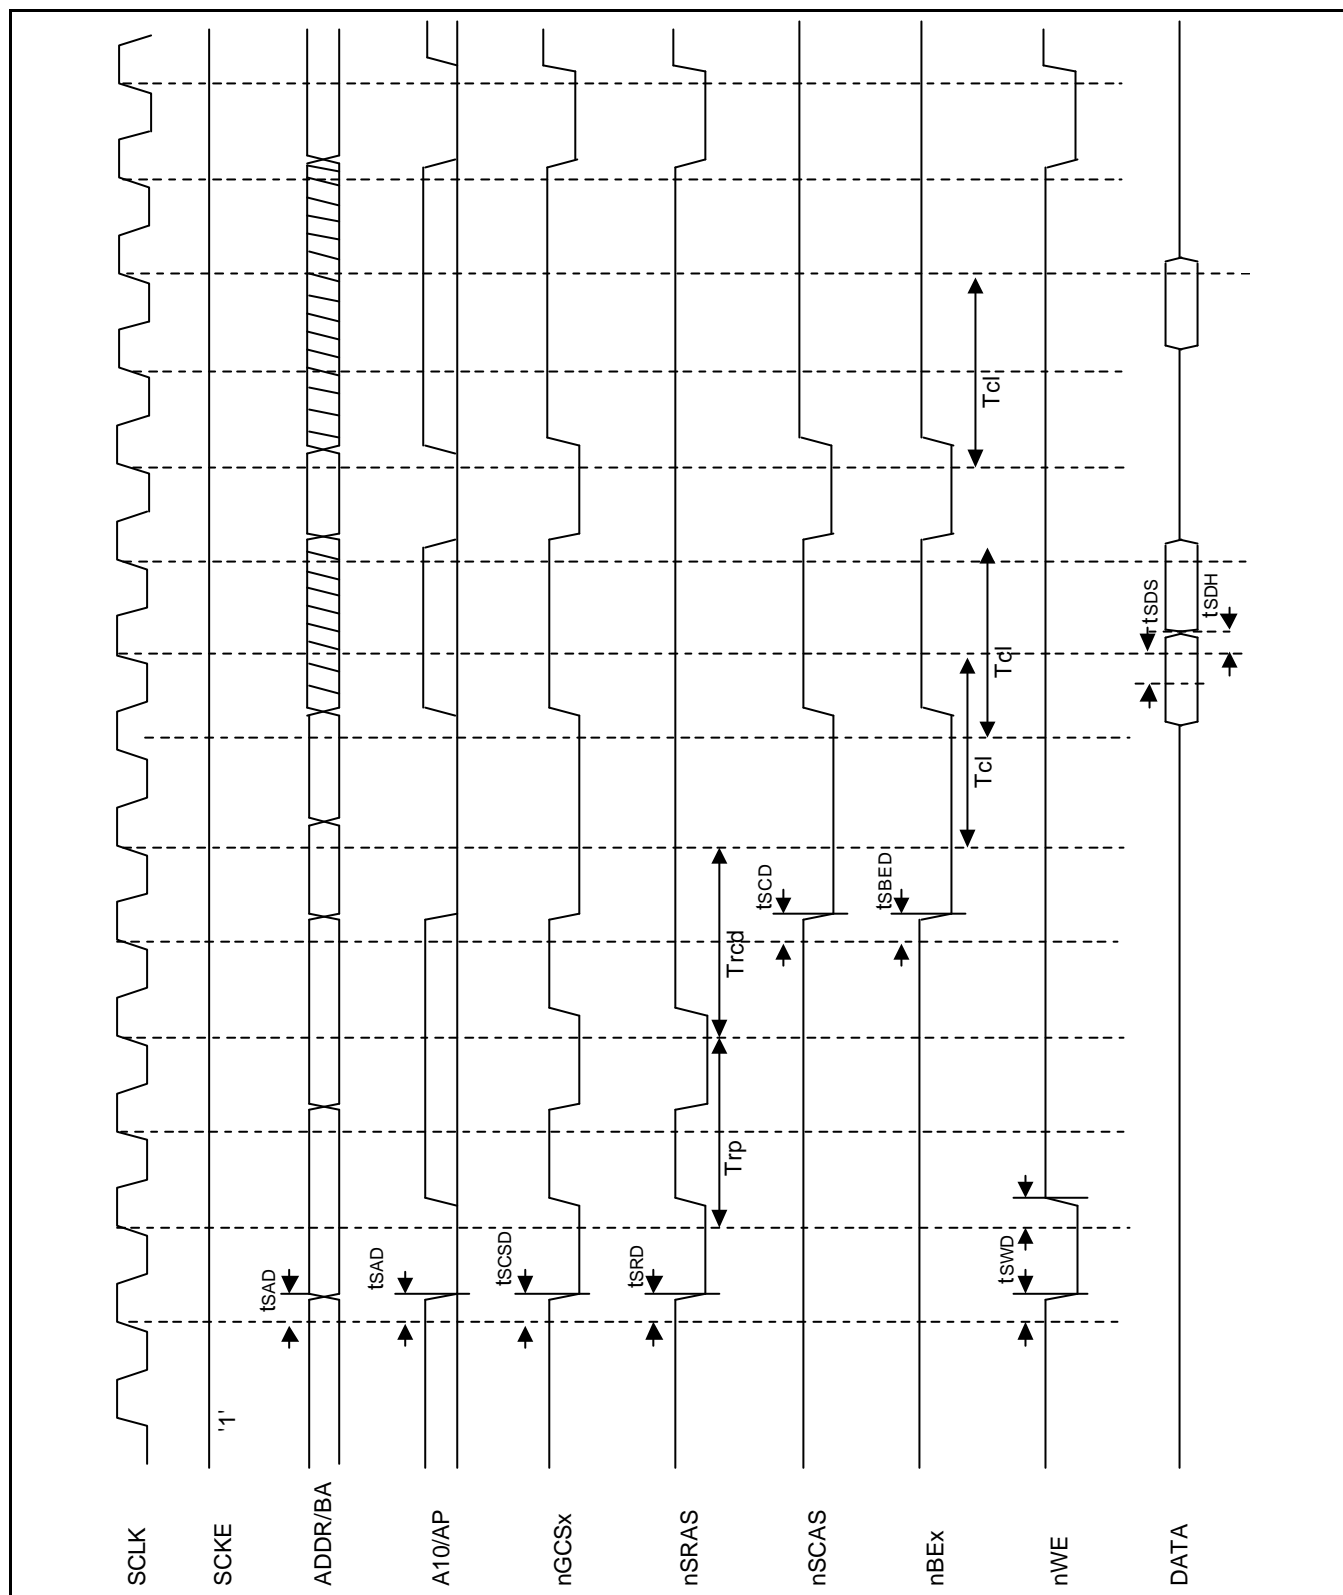 SCLK
SCKE
'1'
ADDR/BA
tSAD
A10/AP
tSAD
nGCSx
tSCSD
nSRAS
tSRD
Trp
Trcd
nSCAS
tSCD
nBEx
tSBED
Tcl
Tcl
Tcl
nWE
tSWD
DATA
tSDS
tSDH